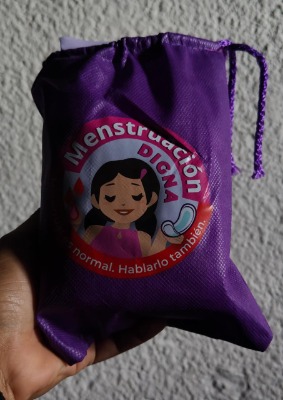 Menstruación
DIGNA
normal. Hablarlo también.